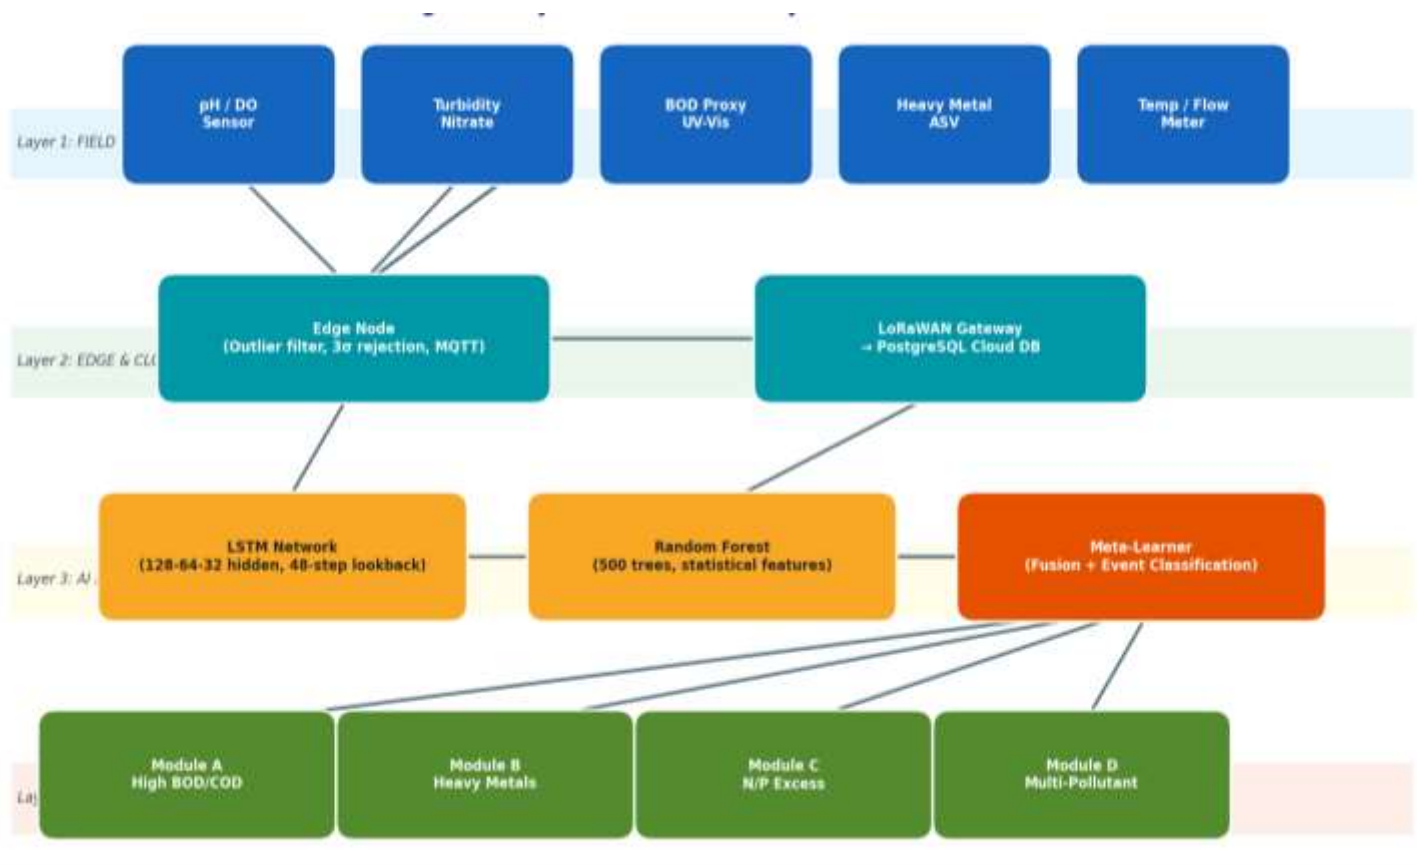 pH / DO
Sensor
Turbidity
Nitrate
BOD Proxy
UV-Vis
Heavy Metal
ASV
Temp / Flow
Meter
Layer 1: FIELD
Edge Node
(Outlier filter, 3σ rejection, MQTT)
LoRaWAN Gateway
→ PostgreSQL Cloud DB
Layer 2: EDGE &
LSTM Network
(128-64-32 hidden, 48-step lookback)
Random Forest
(500 trees, statistical features)
Meta-Learner
(Fusion + Event Classification)
Layer 3: AI
Module A
High BOD/COD
Module B
Heavy Metals
Module C
N/P Excess
Module D
Multi-Pollutant